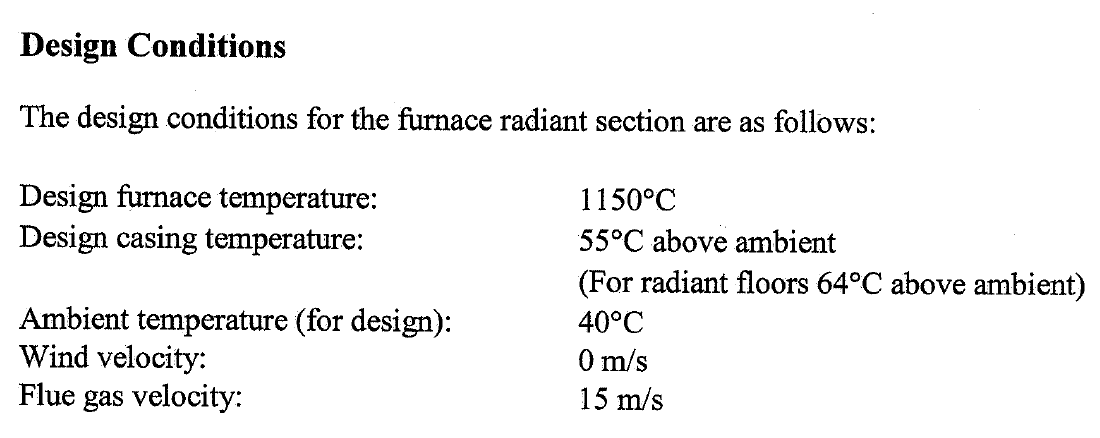 Design Conditions
The design conditions for the furnace radiant section are as follows:
Design furnace temperature: 1150°C
Design casing temperature: 55°C above ambient
(For radiant floors 64°C above ambient)
Ambient temperature (for design): 40°C
Wind velocity: 0 m/s
Flue gas velocity: 15 m/s